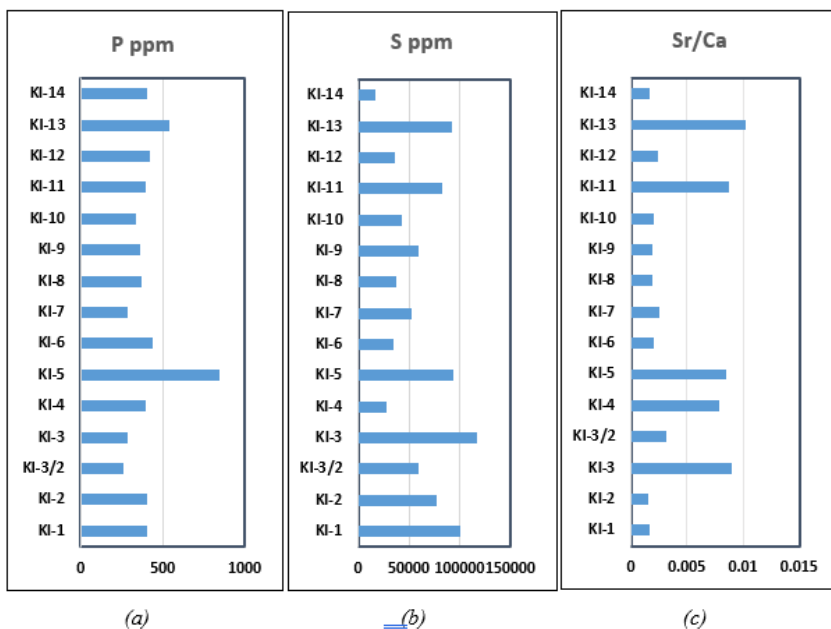 P ppm
KI-14
KI-13
KI-12
KI-11
KI-10
KI-9
KI-8
KI-7
KI-6
KI-5
KI-4
KI-3
KI-3/2
KI-2
KI-1
0 500 1000
(a)
S ppm
KI-14
KI-13
KI-12
KI-11
KI-10
KI-9
KI-8
KI-7
KI-6
KI-5
KI-4
KI-3
KI-3/2
KI-2
KI-1
0 50000 100000 150000
(b)
Sr/Ca
KI-14
KI-13
KI-12
KI-11
KI-10
KI-9
KI-8
KI-7
KI-6
KI-5
KI-4
KI-3/2
KI-3
KI-2
KI-1
0 0.005 0.01 0.015
(c)